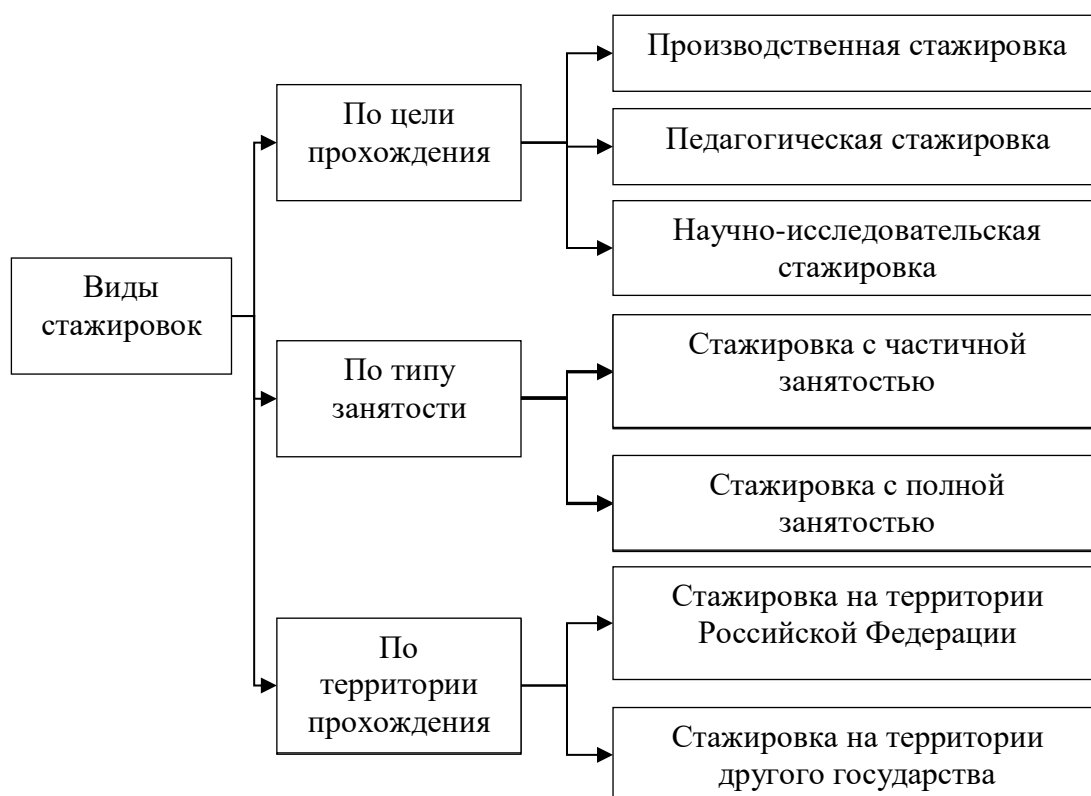 Виды
стажировок
По цели
прохождения
Производственная стажировка
Педагогическая стажировка
Научно-исследовательская
стажировка
По типу
занятости
Стажировка с частичной
занятостью
Стажировка с полной
занятостью
По
территории
прохождения
Стажировка на территории
Российской Федерации
Стажировка на территории
другого государства